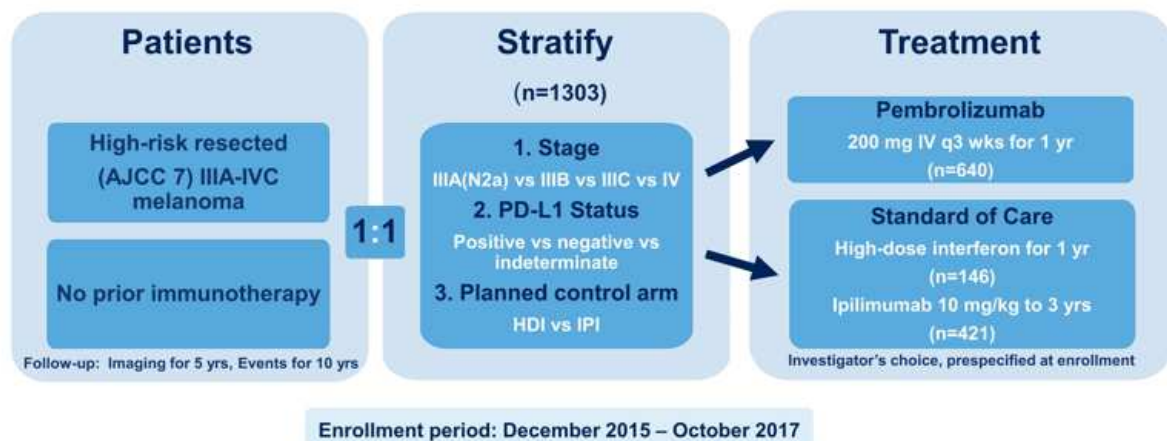 Patients
High-risk resected
(AJCC 7) IIIA-IVC
melanoma
No prior immunotherapy
Follow-up: Imaging for 5 yrs, Events for 10 yrs
1:1
Stratify
(n=1303)
1. Stage
IIIA(N2a) vs IIIB vs IIIC vs IV
2. PD-L1 Status
Positive vs negative vs
indeterminate
3. Planned control arm
HDI vs IPI
Treatment
Pembrolizumab
200 mg IV q3 wks for 1 yr
(n=640)
Standard of Care
High-dose interferon for 1 yr
(n=146)
Ipilimumab 10 mg/kg to 3 yrs
(n=421)
Investigator's choice, prespecified at enrollment
Enrollment period: December 2015 – October 2017